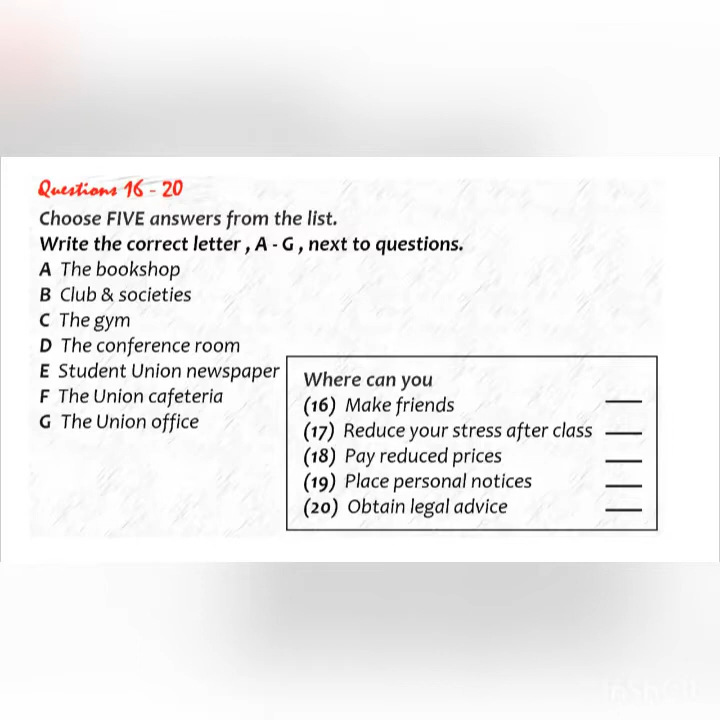 Questions 16 - 20
Choose FIVE answers from the list.
Write the correct letter , A - G , next to questions.
A The bookshop
B Club & societies
C The gym
D The conference room
E Student Union newspaper
F The Union cafeteria
G The Union office
Where can you
(16) Make friends
(17) Reduce your stress after class
(18) Pay reduced prices
(19) Place personal notices
(20) Obtain legal advice